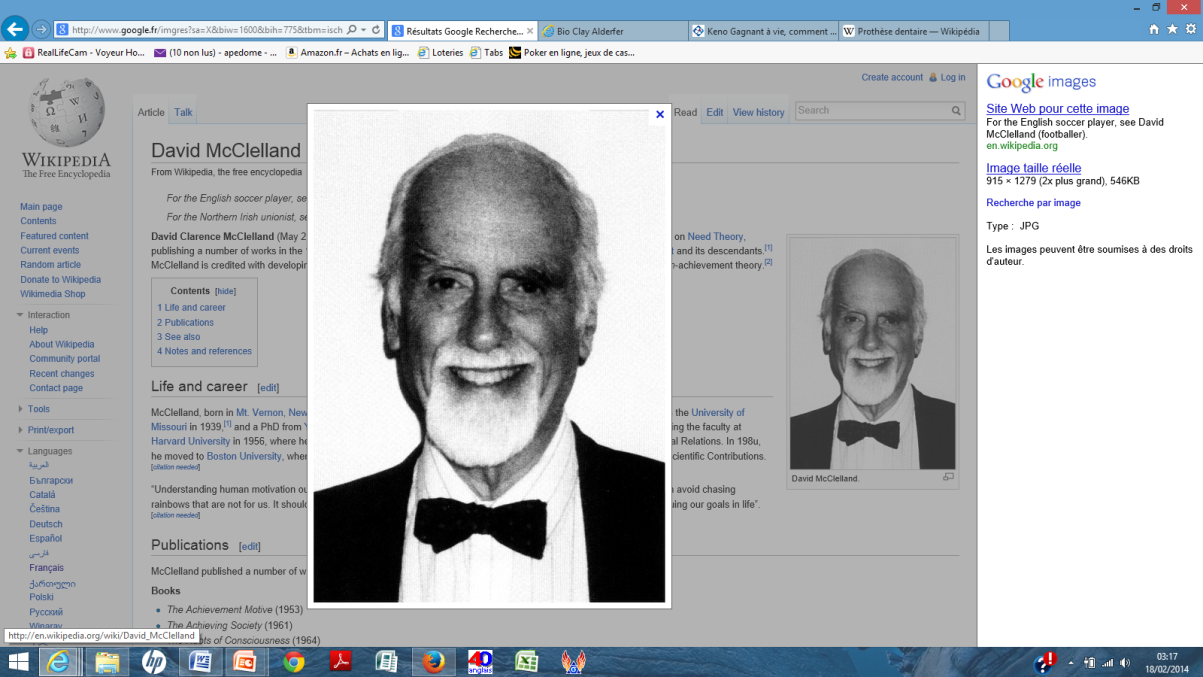 http://www.google.fr/imgres?sa=X&biw=1600&bih=775&tbm=isch
Résultats Google Recherche...
Bio Clay Alderfer
Keno Gagnant à vie, comment ...
Prothèse dentaire — Wikipédia
RealLifeCam - Voyeur Ho...
(10 non lus) - apedome - ...
Amazon.fr – Achats en lig...
Loteries
Tabs
Poker en ligne, jeux de cas...
WIKIPEDIA
The Free Encyclopedia
Main page
Contents
Featured content
Current events
Random article
Donate to Wikipedia
Wikimedia Shop
Interaction
Help
About Wikipedia
Community portal
Recent changes
Contact page
Tools
Print/export
Languages
العربية
Български
Català
Čeština
Deutsch
Español
فارسی
Français
ქართული
Polski
Русский
Winaray
http://en.wikipedia.org/wiki/David_McClelland
Create account Log in
Article Talk
Read Edit View history Search
David McClelland
From Wikipedia, the free encyclopedia
For the English soccer player, se
For the Northern Irish unionist, s
David Clarence McClelland (May 2
on Need Theory,
publishing a number of works in the
and its descendants.[1]
McClelland is credited with developin
-achievement theory.[2]
Contents [hide]
1 Life and career
2 Publications
3 See also
4 Notes and references
David McClelland.
Life and career [edit]
McClelland, born in Mt. Vernon, New
the University of
Missouri in 1939,[1] and a PhD from
ing the faculty at
Harvard University in 1956, where he
al Relations. In 198u,
he moved to Boston University, wher
cientific Contributions.
[citation needed]
"Understanding human motivation ou
avoid chasing
rainbows that are not for us. It shoul
ing our goals in life".
[citation needed]
Publications [edit]
McClelland published a number of w
Books
The Achievement Motive (1953)
The Achieving Society (1961)
ts of Consciousness (1964)
Google images
Site Web pour cette image
For the English soccer player, see David
McClelland (footballer).
en.wikipedia.org
Image taille réelle
915 × 1279 (2x plus grand), 546KB
Recherche par image
Type : JPG
Les images peuvent être soumises à des droits
d'auteur.
40
anglais
03:17
18/02/2014